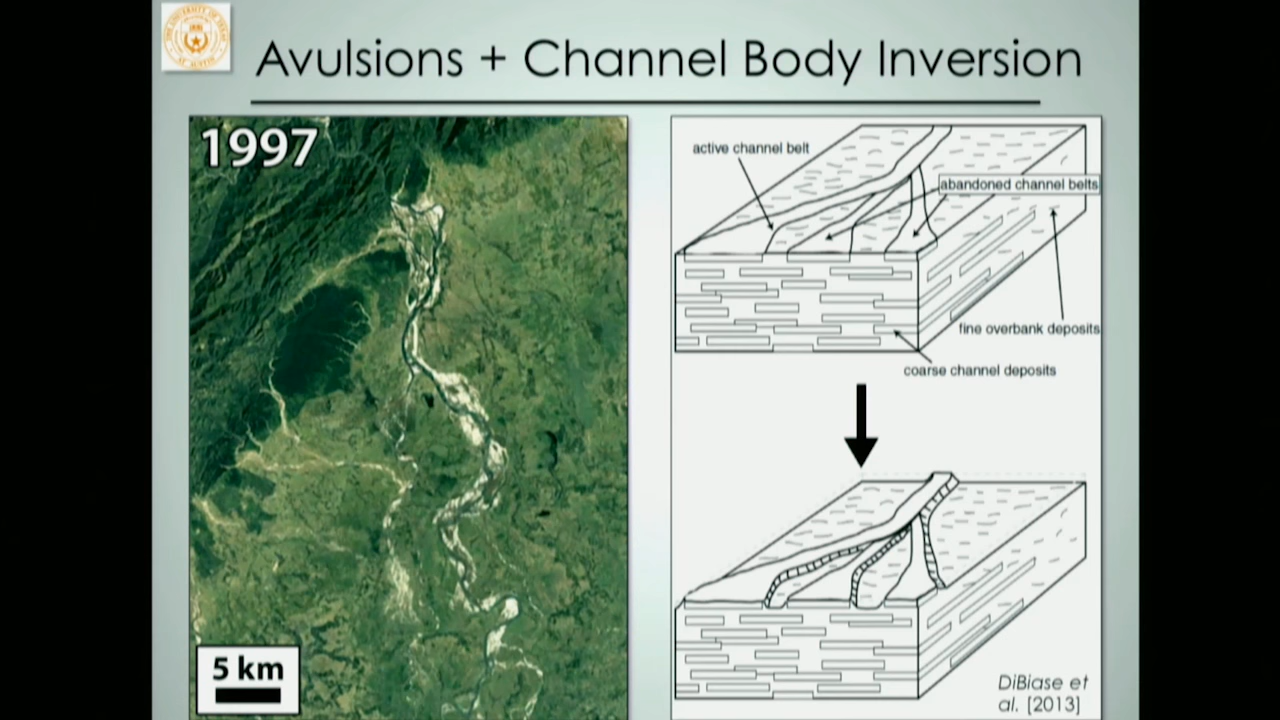 Avulsions + Channel Body Inversion
1997
5 km
active channel belt
abandoned channel belts
fine overbank deposits
coarse channel deposits
DiBiase et
al. [2013]